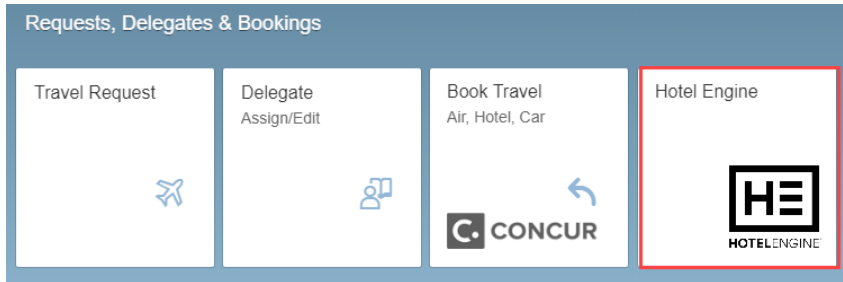 Requests, Delegates & Bookings
Travel Request
Delegate
Assign/Edit
Book Travel
Air, Hotel, Car
C. CONCUR
Hotel Engine
HE
HOTELENGINE